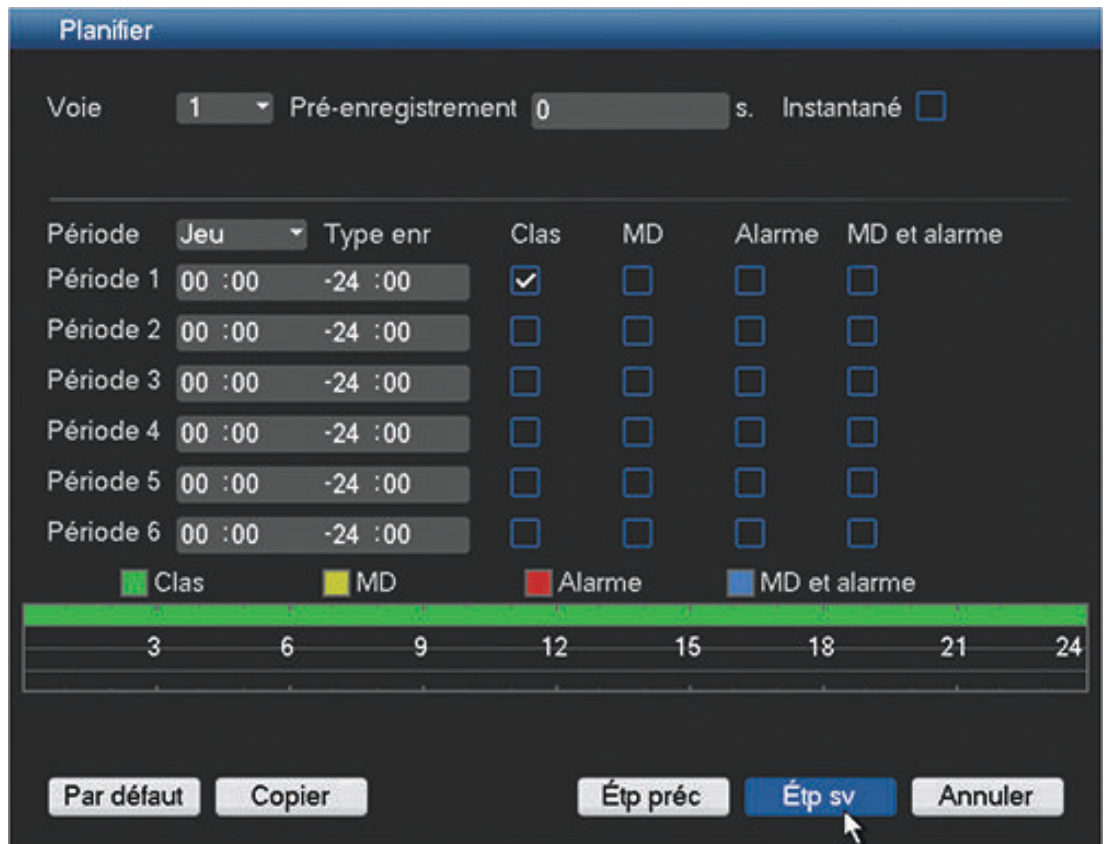 Planifier
Voie 1 Pré-enregistrement 0 s. Instantané
Période Jeu Type enr Clas MD Alarme MD et alarme
Période 1 00 :00 -24 :00
Période 2 00 :00 -24 :00
Période 3 00 :00 -24 :00
Période 4 00 :00 -24 :00
Période 5 00 :00 -24 :00
Période 6 00 :00 -24 :00
Clas MD Alarme MD et alarme
3 6 9 12 15 18 21 24
Par défaut Copier Étp préc Étp sv Annuler